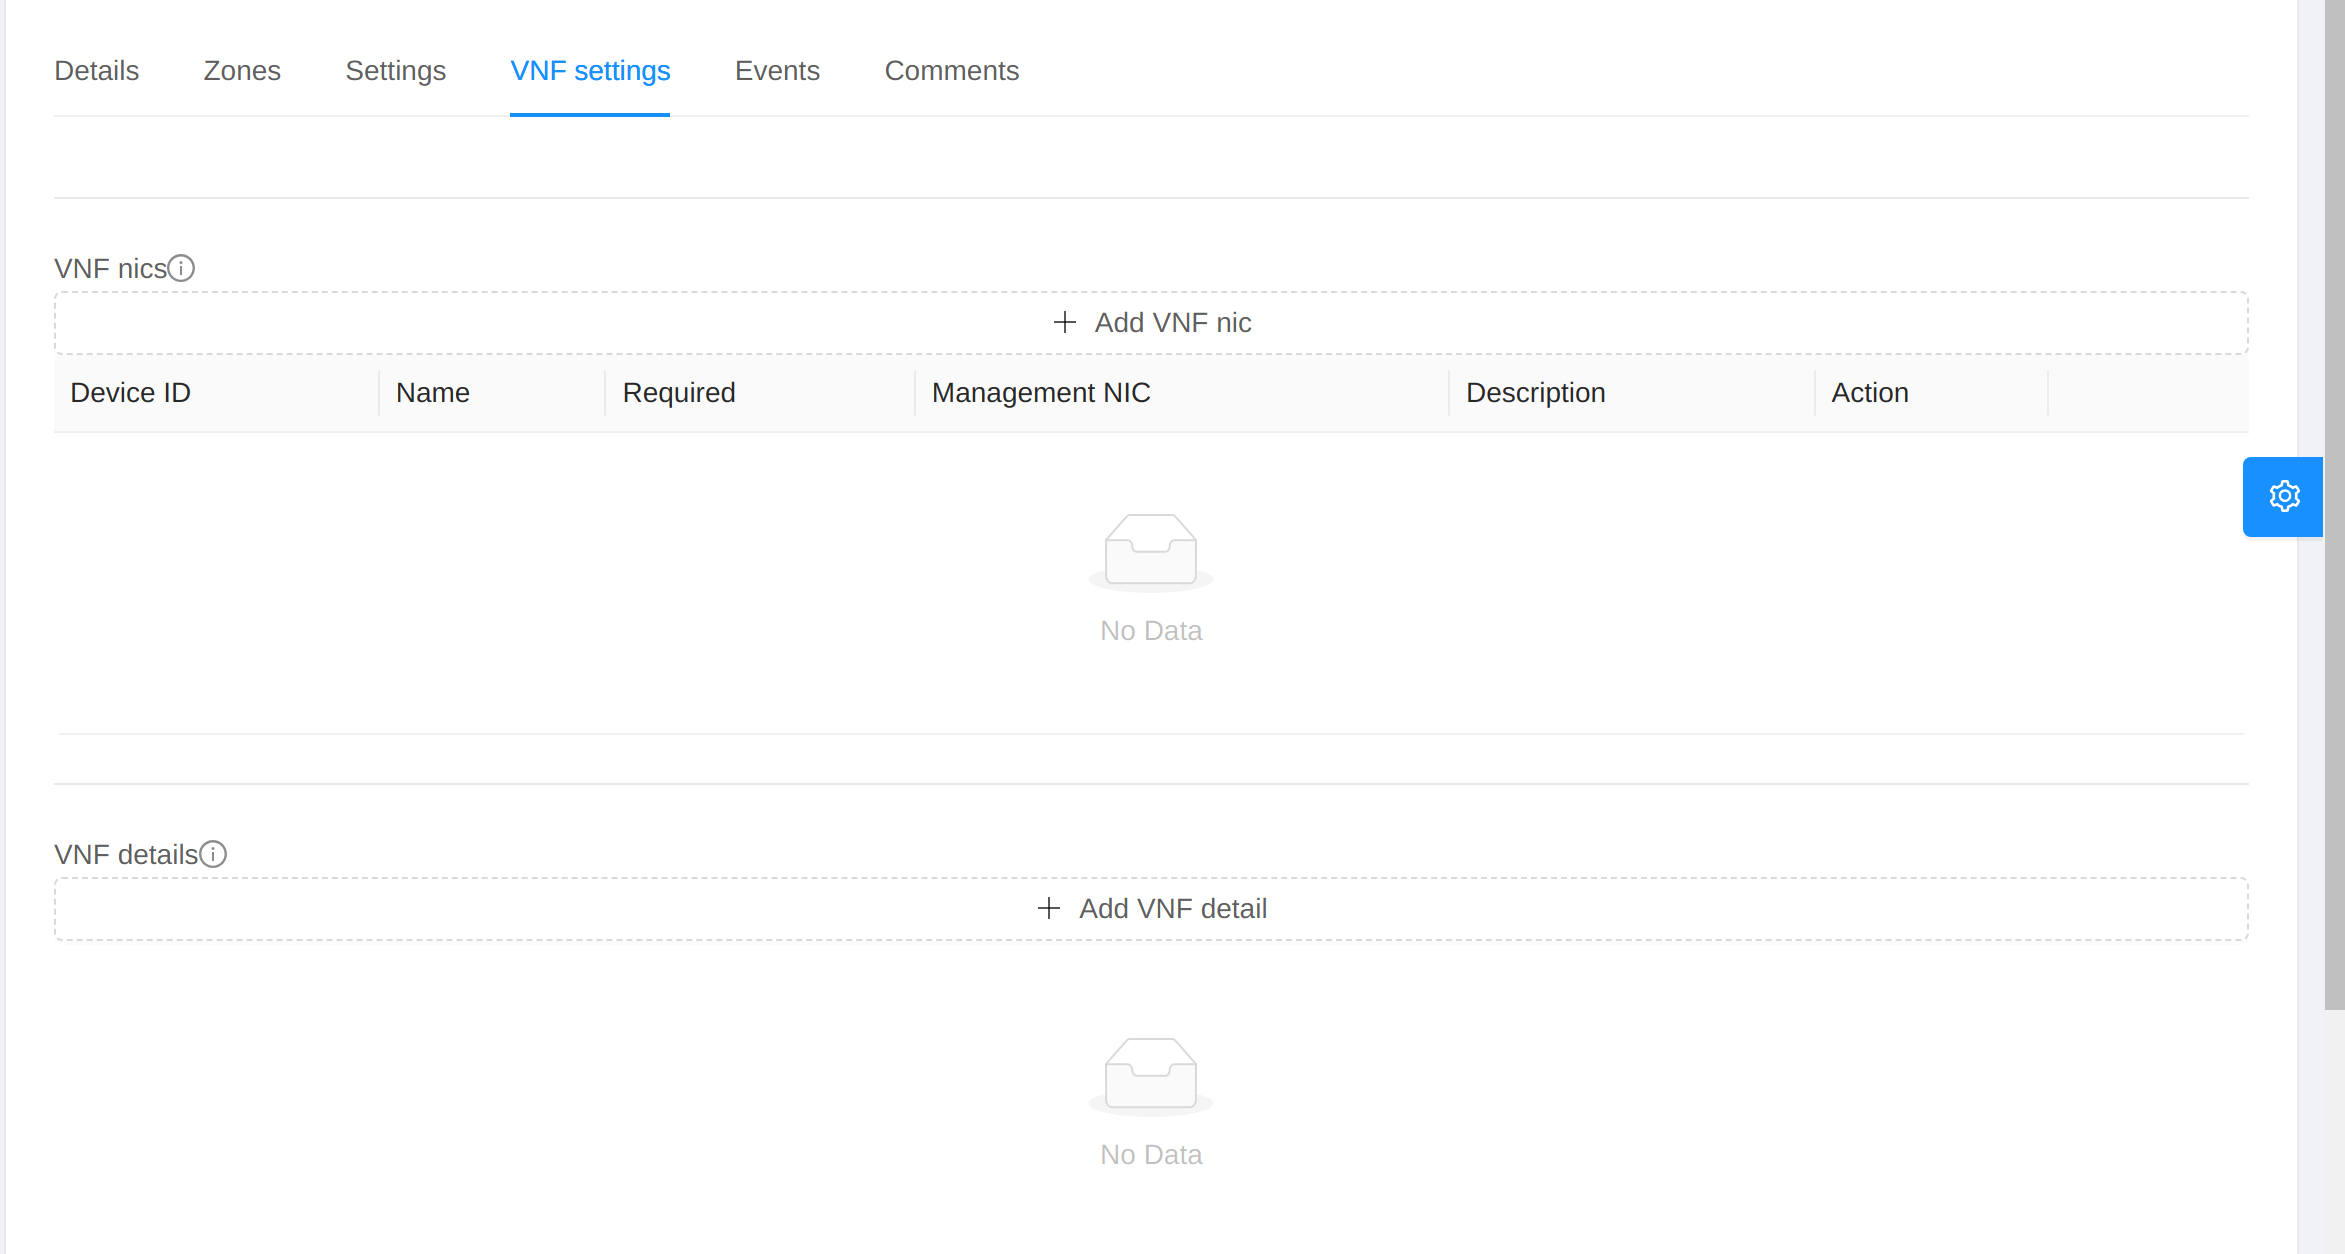 Details Zones Settings VNF settings Events Comments
VNF nics
Add VNF nic
Device ID Name Required Management NIC Description Action
No Data
VNF details
Add VNF detail
No Data